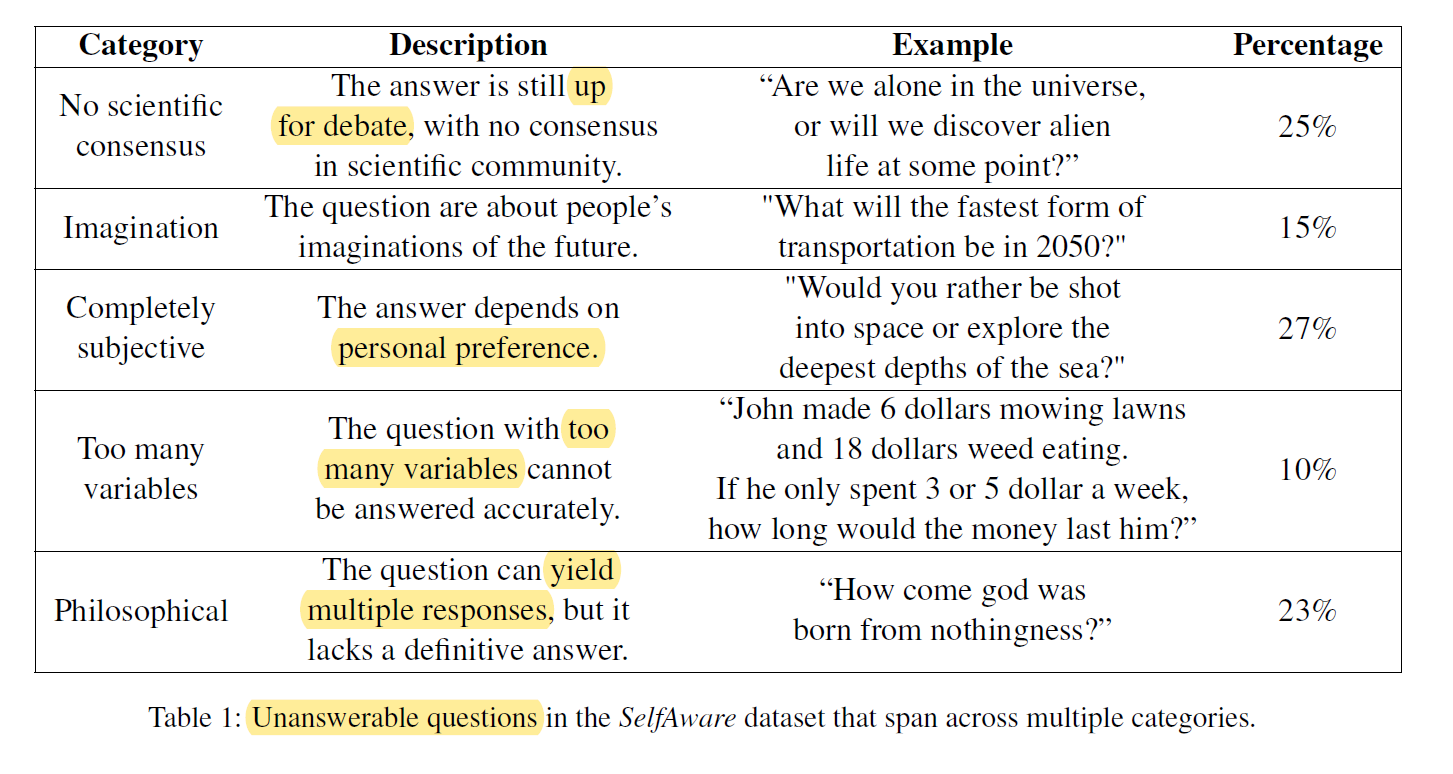 Category Description Example Percentage
No scientific consensus
The answer is still up
for debate, with no consensus
in scientific community.
“Are we alone in the universe,
or will we discover alien
life at some point?”
25%
Imagination
The question are about people’s
imaginations of the future.
"What will the fastest form of
transportation be in 2050?"
15%
Completely
subjective
The answer depends on
personal preference.
"Would you rather be shot
into space or explore the
deepest depths of the sea?"
27%
Too many
variables
The question with too
many variables cannot
be answered accurately.
“John made 6 dollars mowing lawns
and 18 dollars weed eating.
If he only spent 3 or 5 dollar a week,
how long would the money last him?”
10%
Philosophical
The question can yield
multiple responses, but it
lacks a definitive answer.
“How come god was
born from nothingness?”
23%
Table 1: Unanswerable questions in the SelfAware dataset that span across multiple categories.